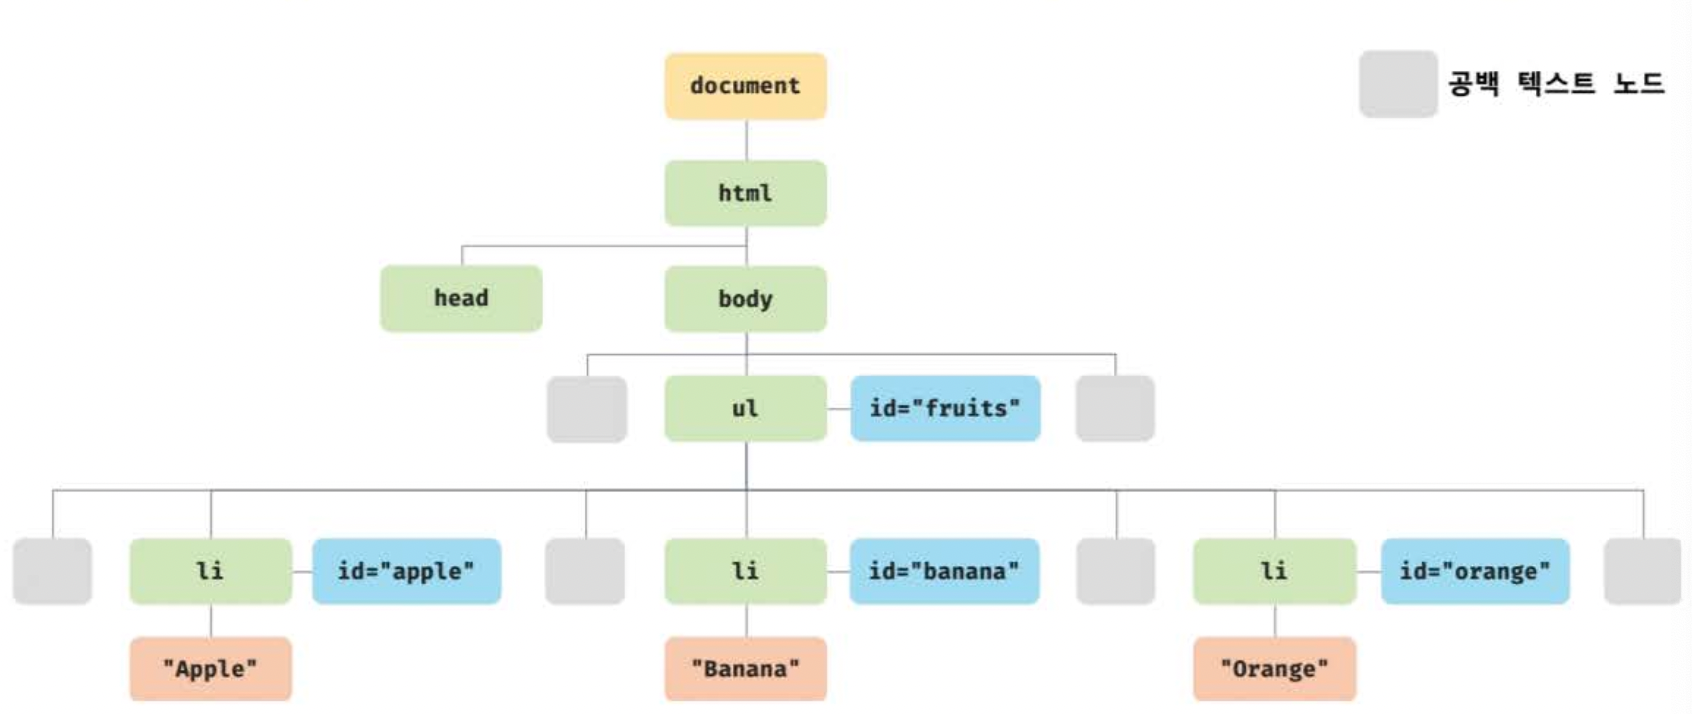 document
공백 텍스트 노드
html
head
body
ul
id="fruits"
li
id="apple"
li
id="banana"
li
id="orange"
"Apple"
"Banana"
"Orange"